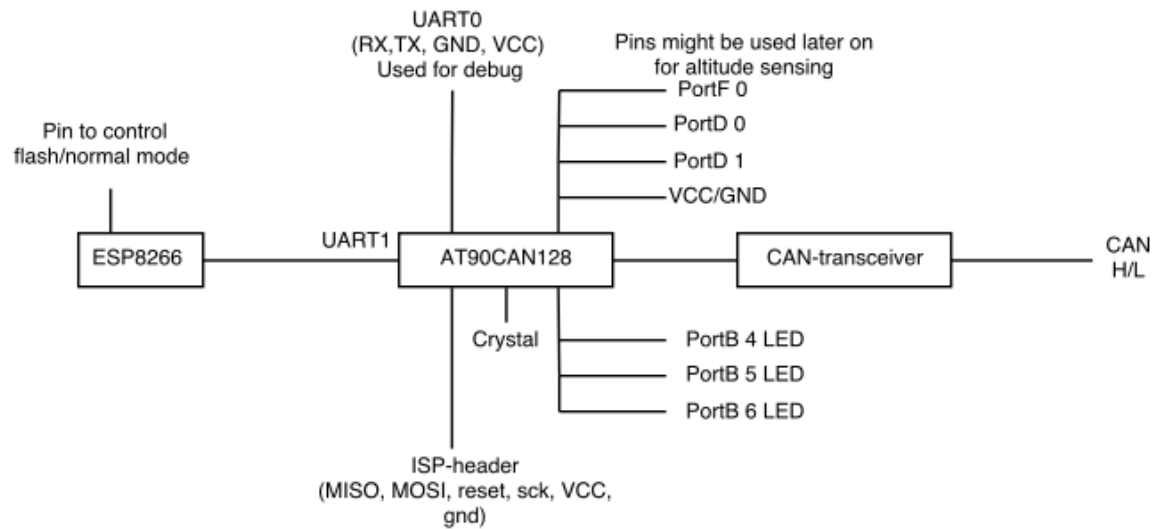 UART0
(RX,TX, GND, VCC)
Used for debug
Pins might be used later on
for altitude sensing
PortF 0
PortD 0
PortD 1
VCC/GND
Pin to control
flash/normal mode
ESP8266
UART1
AT90CAN128
CAN-transceiver
CAN
H/L
Crystal
PortB 4 LED
PortB 5 LED
PortB 6 LED
ISP-header
(MISO, MOSI, reset, sck, VCC,
gnd)